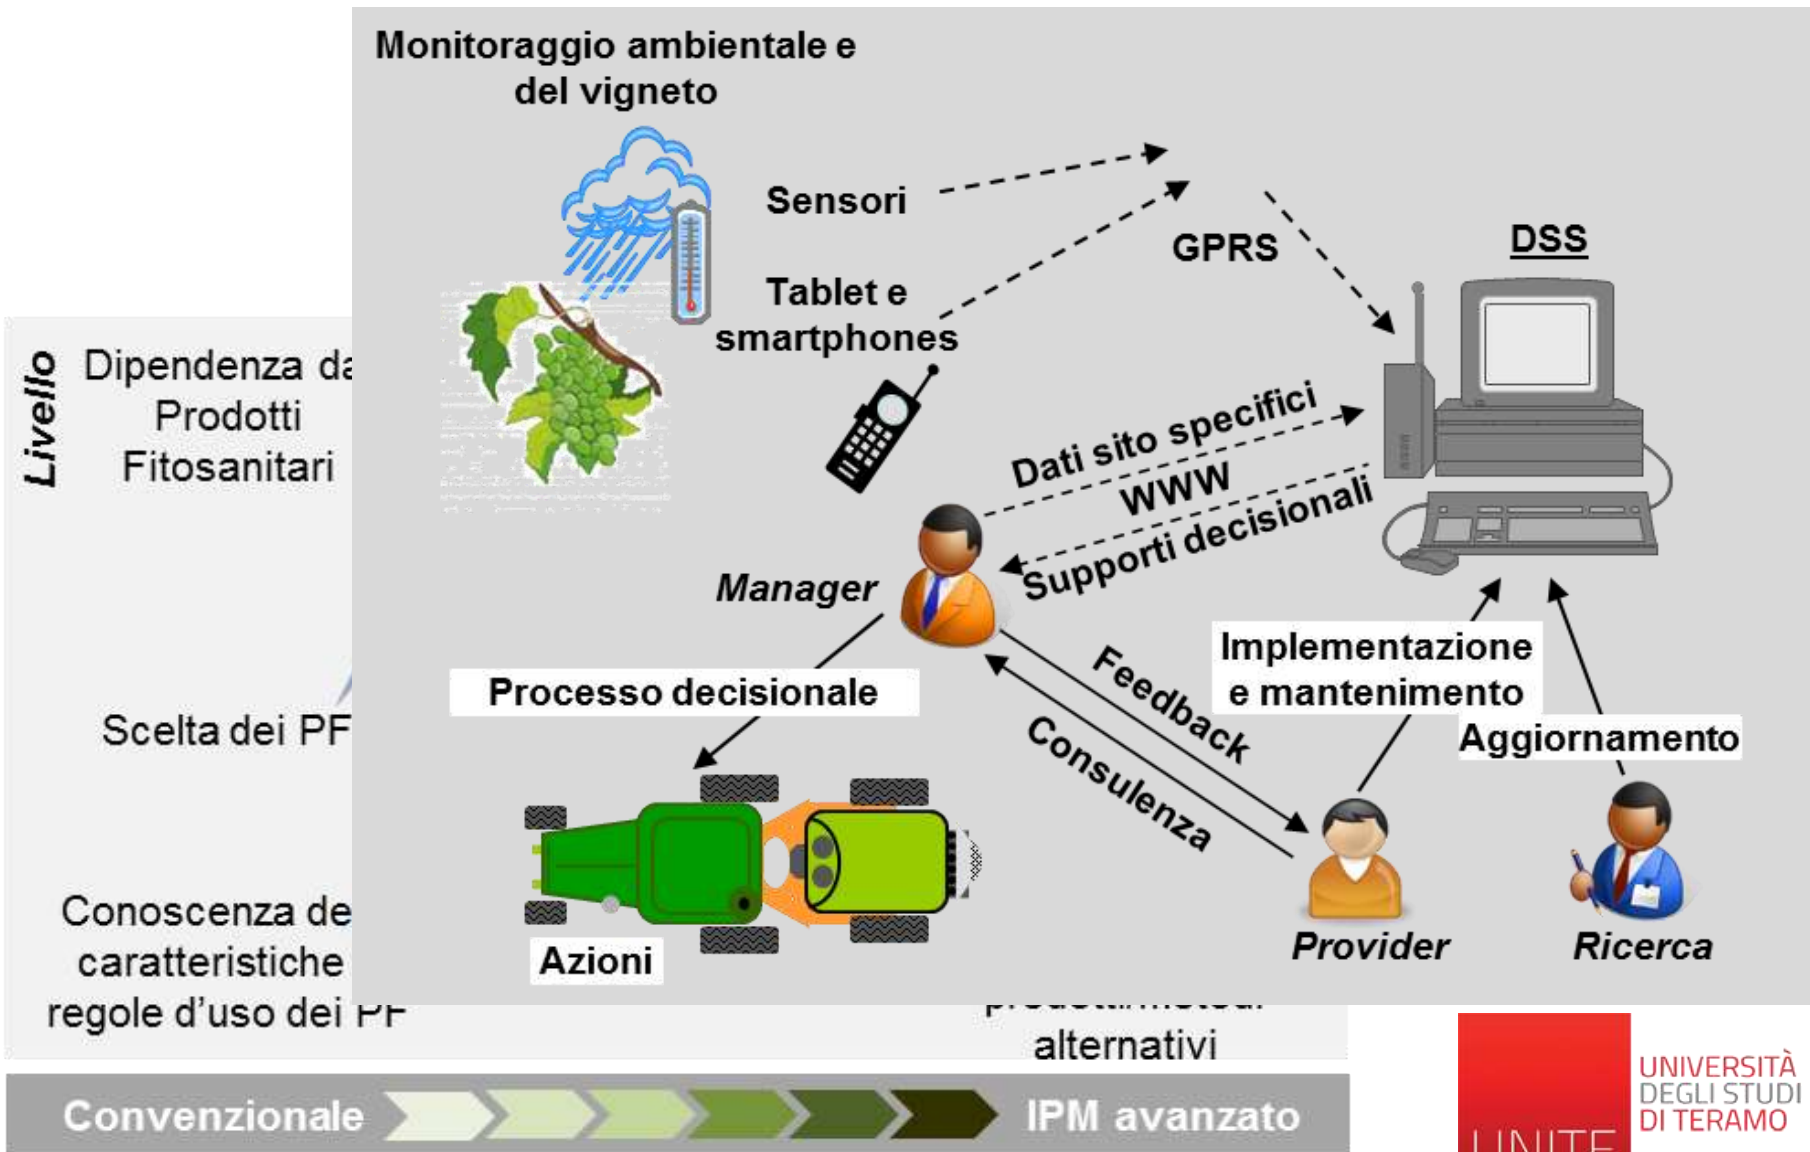 Monitoraggio ambientale e
del vigneto
Sensori
GPRS
DSS
Tablet e
smartphones
Dati sito specifici
WWW
Supporti decisionali
Manager
Processo decisionale
Feedback
Consulenza
Implementazione
e mantenimento
Aggiornamento
Azioni
Provider
Ricerca
Livello
Dipendenza da
Prodotti
Fitosanitari
Scelta dei PF
Conoscenza de
caratteristiche
regole d'uso dei PF
alternativi
Convenzionale
IPM avanzato
UNITE
UNIVERSITÀ
DEGLI STUDI
DI TERAMO